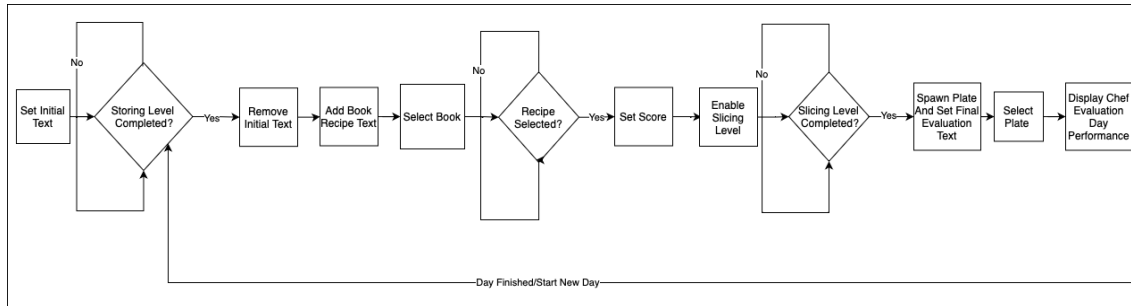 Set Initial
Text
No
Storing Level
Completed?
Yes
Remove
Initial Text
Add Book
Recipe Text
Select Book
No
Recipe
Selected?
Yes
Set Score
Enable
Slicing
Level
No
Slicing Level
Completed?
Yes
Spawn Plate
And Set Final
Evaluation
Text
Select
Plate
Display Chef
Evaluation
Day
Performance
Day Finished/Start New Day